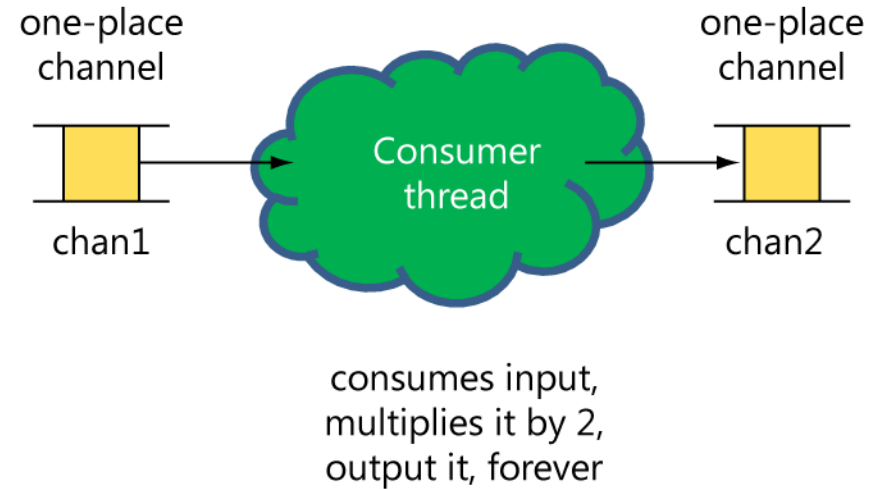 one-place
channel
one-place
channel
Consumer
thread
chan1
chan2
consumes input,
multiplies it by 2,
output it, forever